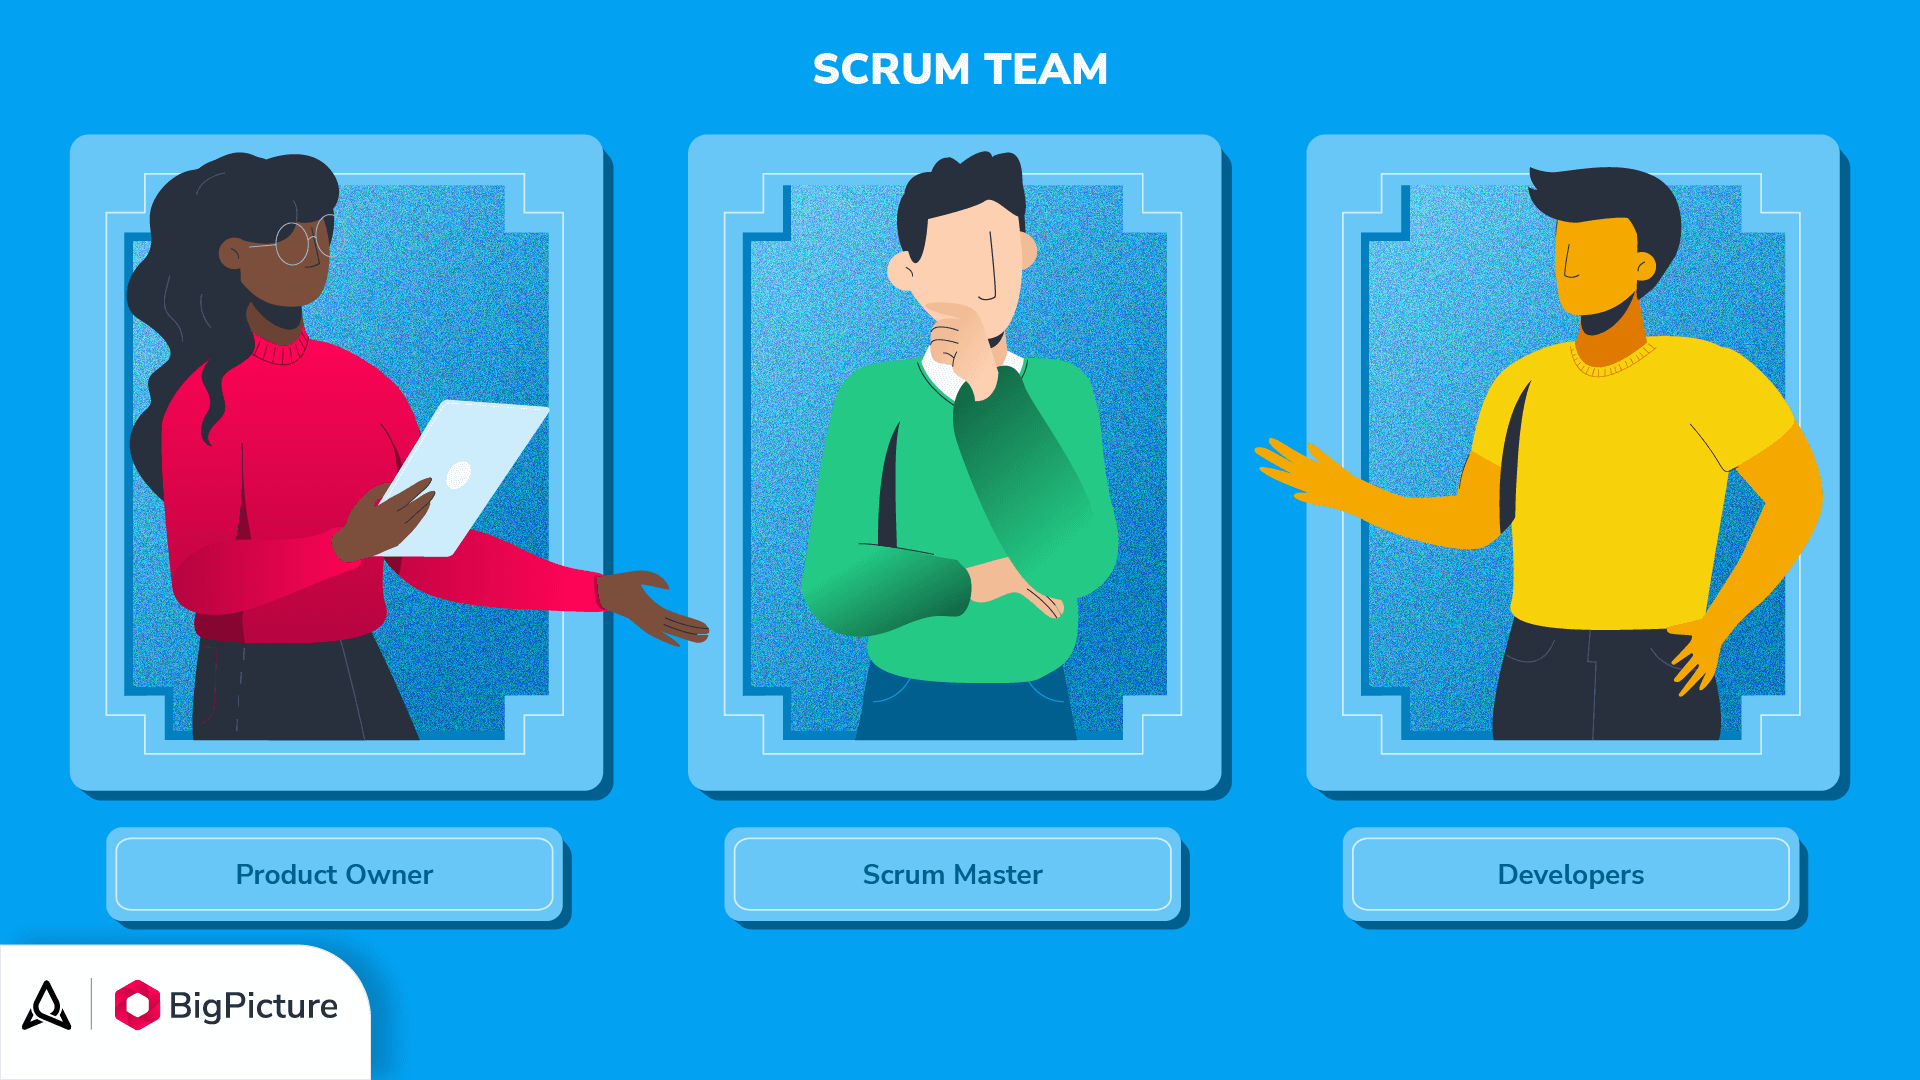 SCRUM TEAM
Product Owner
Scrum Master
Developers
BigPicture